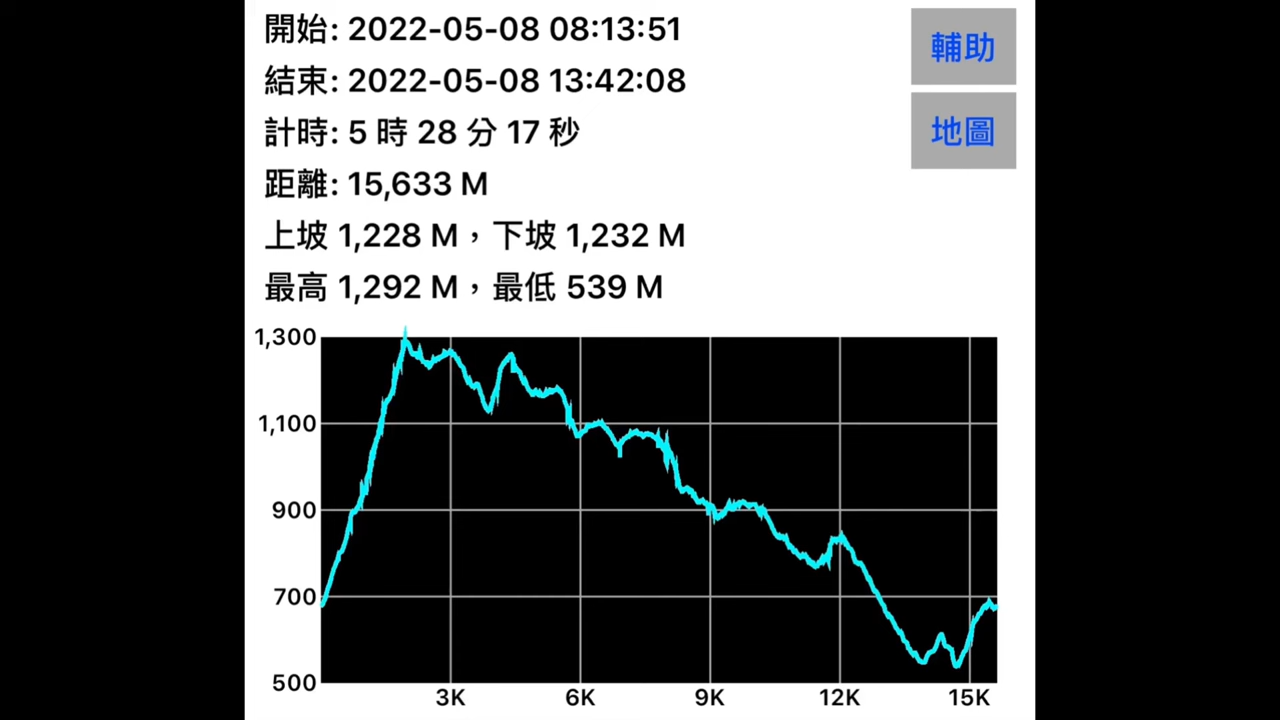 開始: 2022-05-08 08:13:51
輔助
結束: 2022-05-08 13:42:08
計時: 5 時 28 分 17 秒
地圖
距離: 15,633 M
上坡 1,228 M，下坡 1,232 M
最高 1,292 M，最低 539 M
1,300
1,100
900
700
500
3K 6K 9K 12K 15K